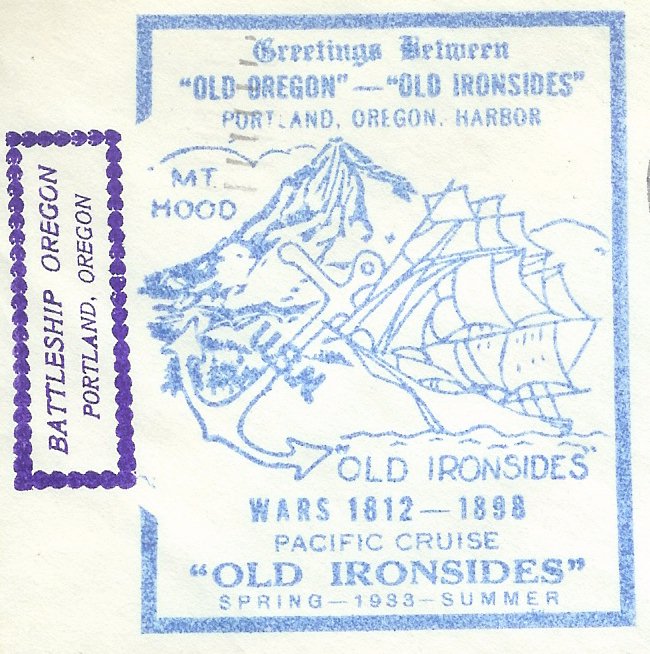 Greetings Between
"OLD OREGON" — "OLD IRONSIDES"
PORTLAND, OREGON. HARBOR
MT.
HOOD
"OLD IRONSIDES"
WARS 1812 — 1898
PACIFIC CRUISE
"OLD IRONSIDES"
SPRING — 1933 — SUMMER
BATTLESHIP OREGON
PORTLAND, OREGON